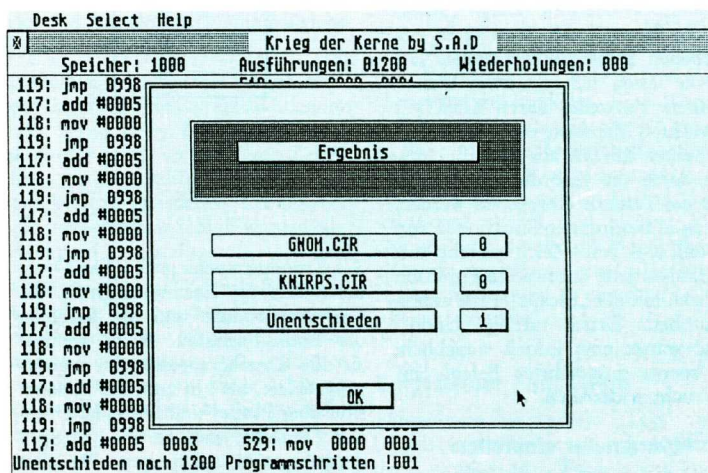 Desk Select Help
Krieg der Kerne by S.A.D
Speicher: 1000 Ausführungen: 01200 Wiederholungen: 000
119: jmp 0998
117: add #0005
118: mov #0000
119: jmp 0998
117: add #0005
118: mov #0000
119: jmp 0998
117: add #0005
118: mov #0000
119: jmp 0998
117: add #0005
118: mov #0000
119: jmp 0998
117: add #0005
118: mov #0000
119: jmp 0998
117: add #0005
118: mov #0000
119: jmp 0998
117: add #0005 0003 529: mov 0000 0001
Ergebnis
GNOM.CIR 0
KNIRPS.CIR 0
Unentschieden 1
OK
Unentschieden nach 1200 Programmschritten !001